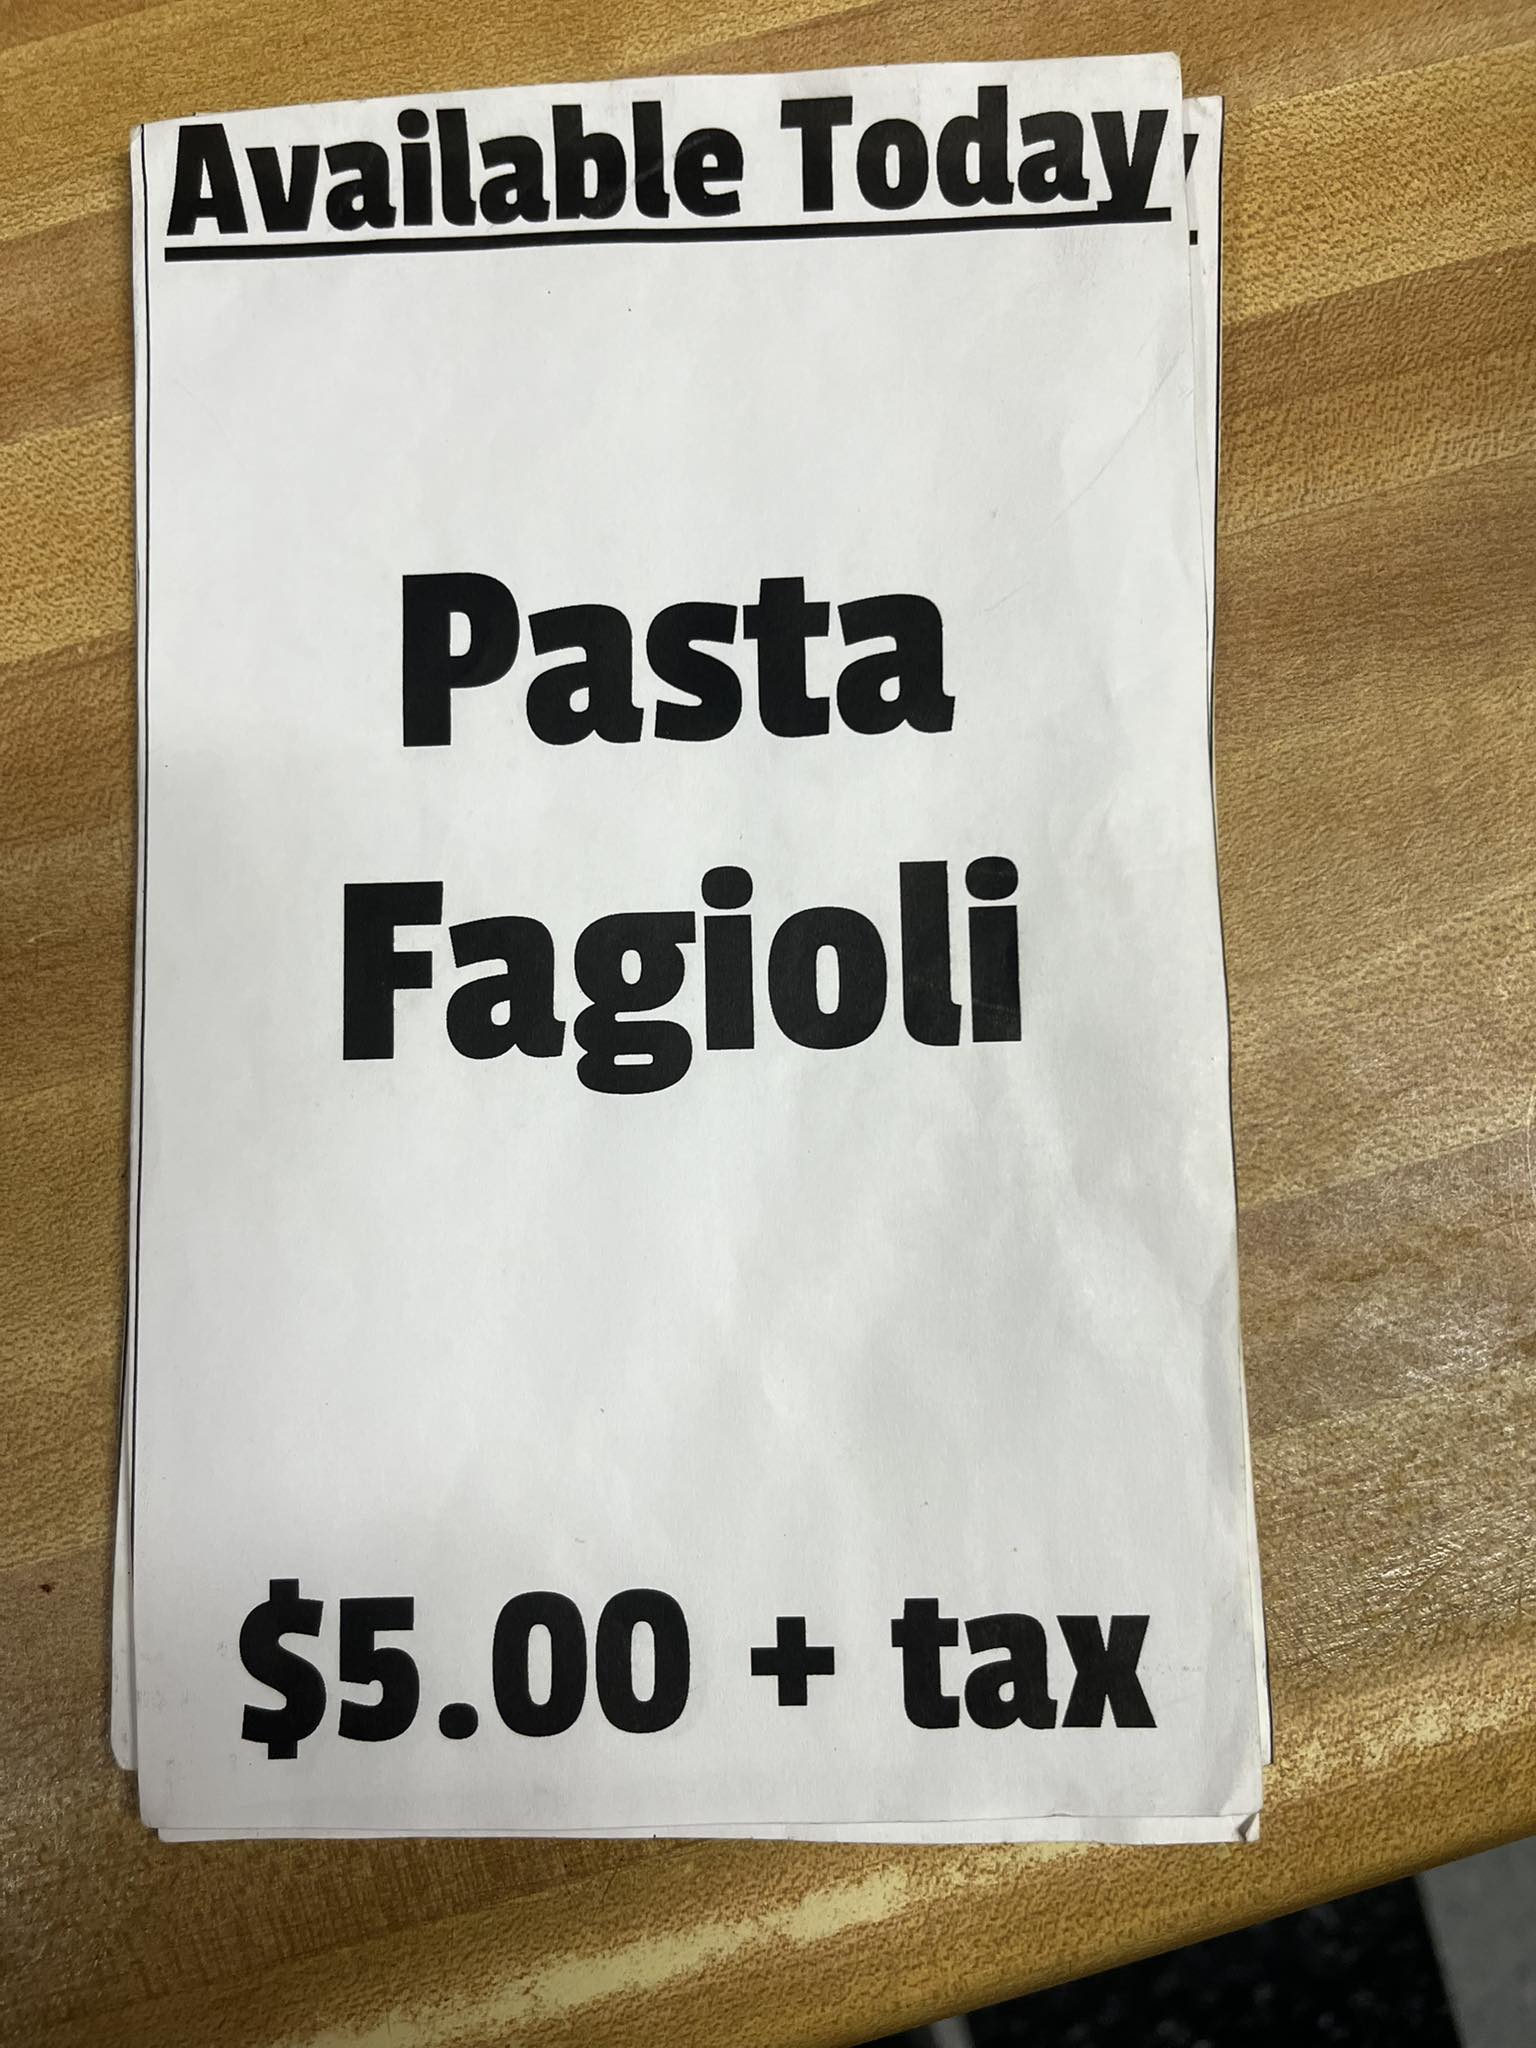 Available Today
Pasta
Fagioli
$5.00 + tax